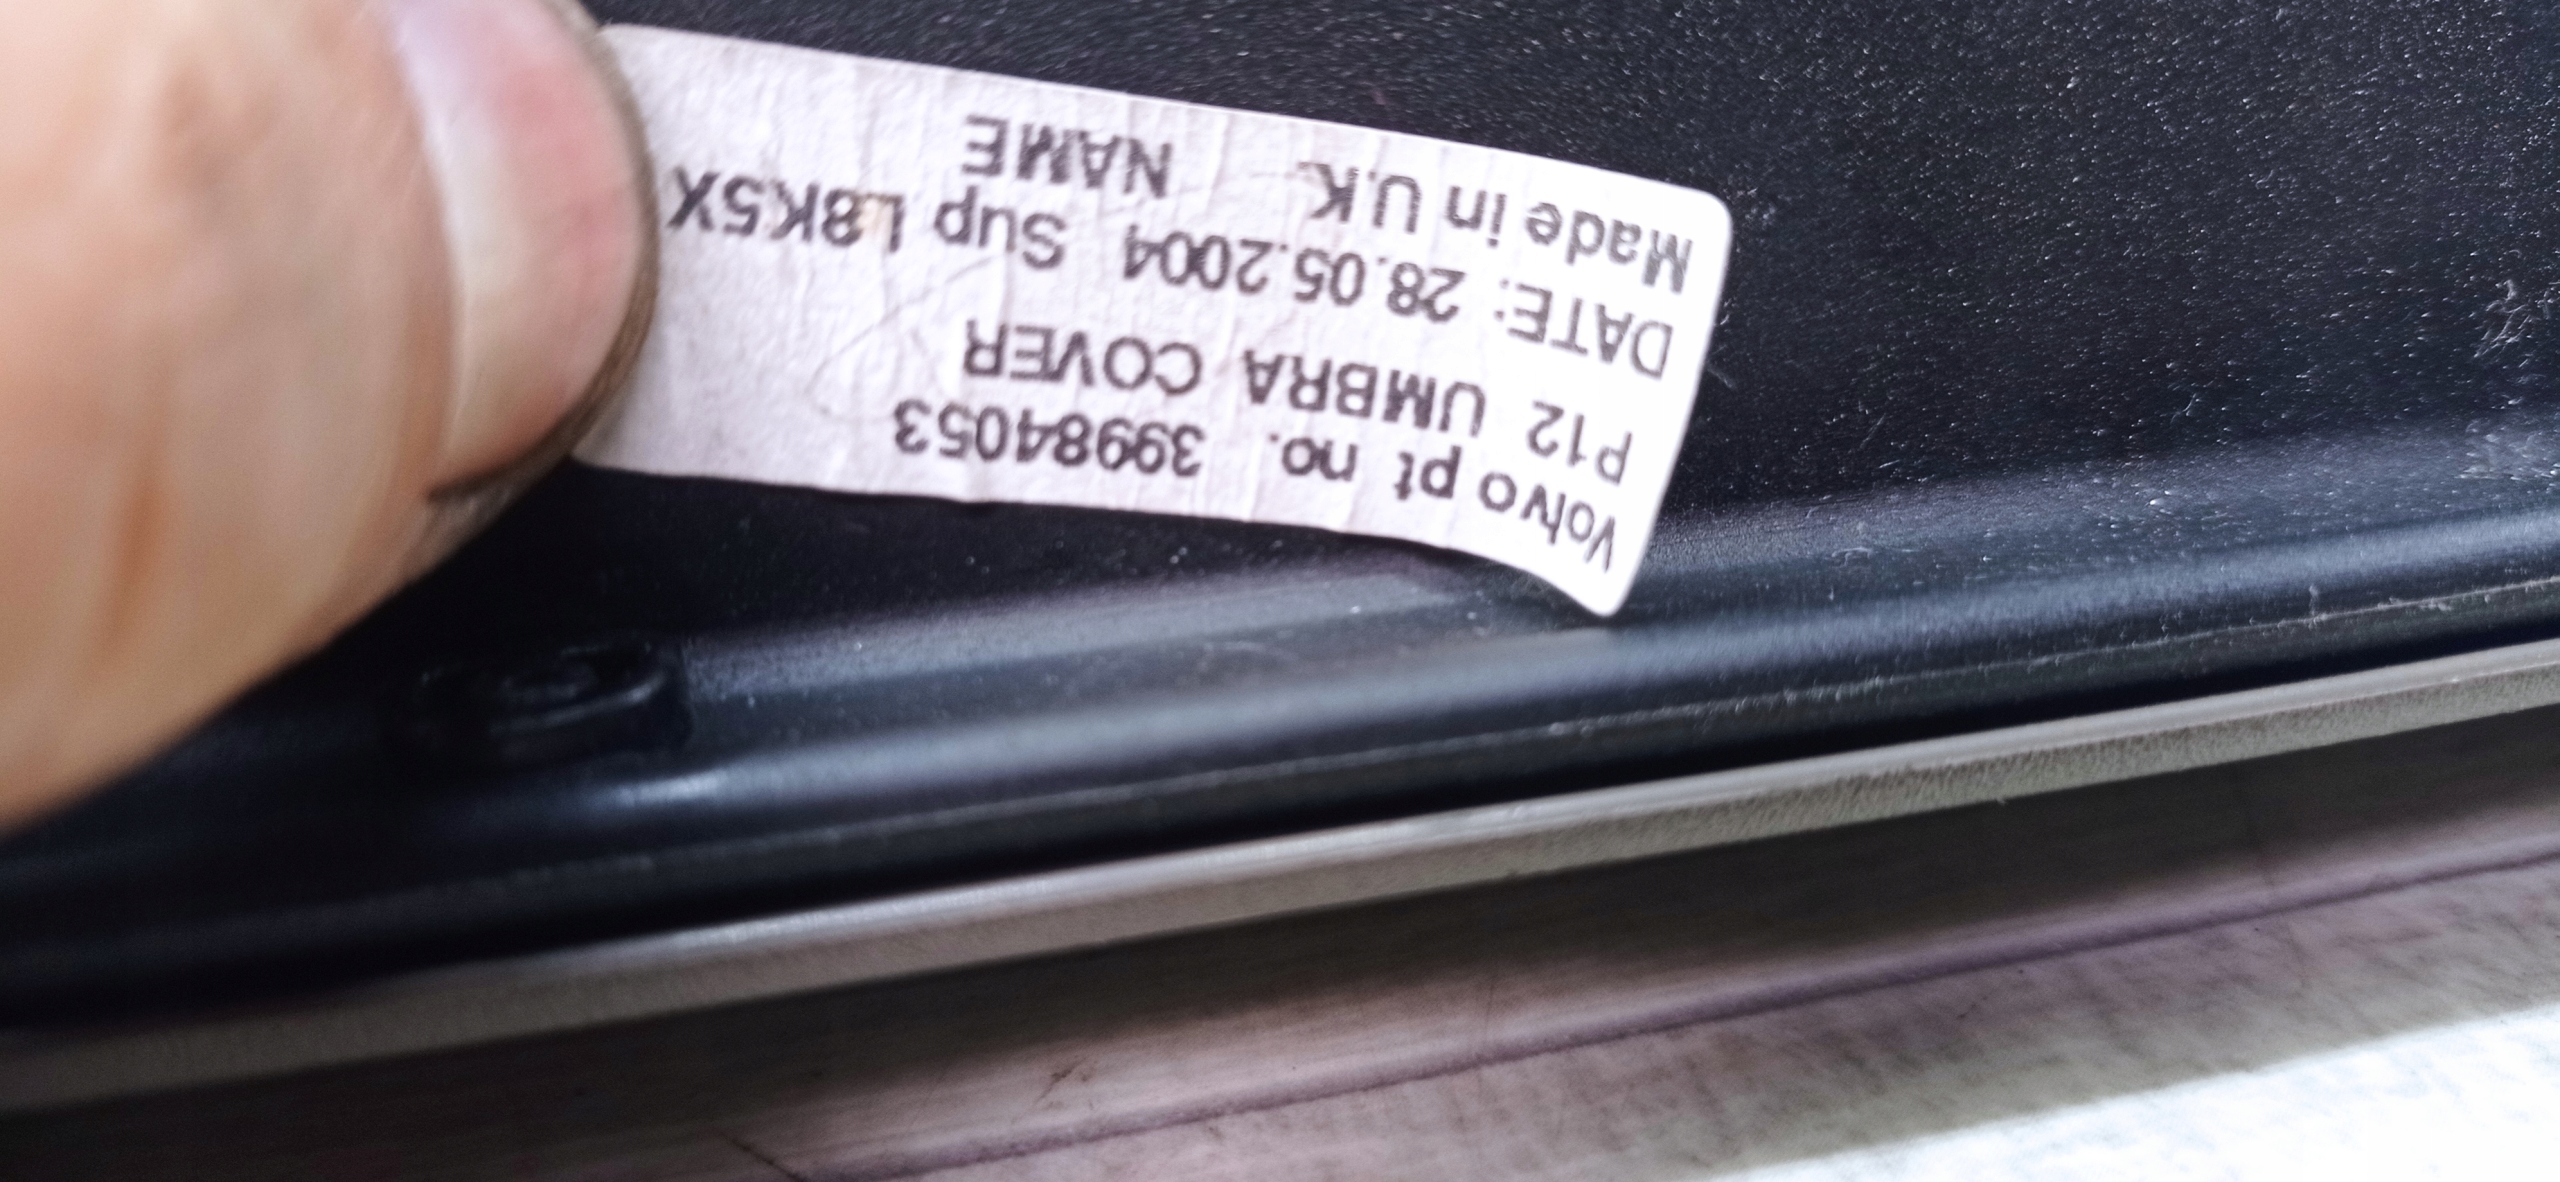 Volvo pt no. 39984053
P12 UMBRA COVER
DATE: 28.05.2004 Sup L8K5X
Made in U.K. NAME